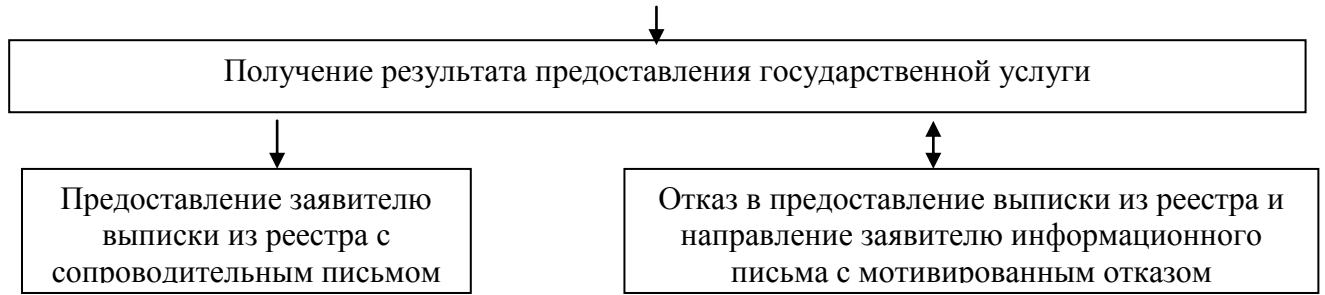 Получение результата предоставления государственной услуги
Предоставление заявителю
выписки из реестра с
сопроводительным письмом
Отказ в предоставление выписки из реестра и
направление заявителю информационного
письма с мотивированным отказом